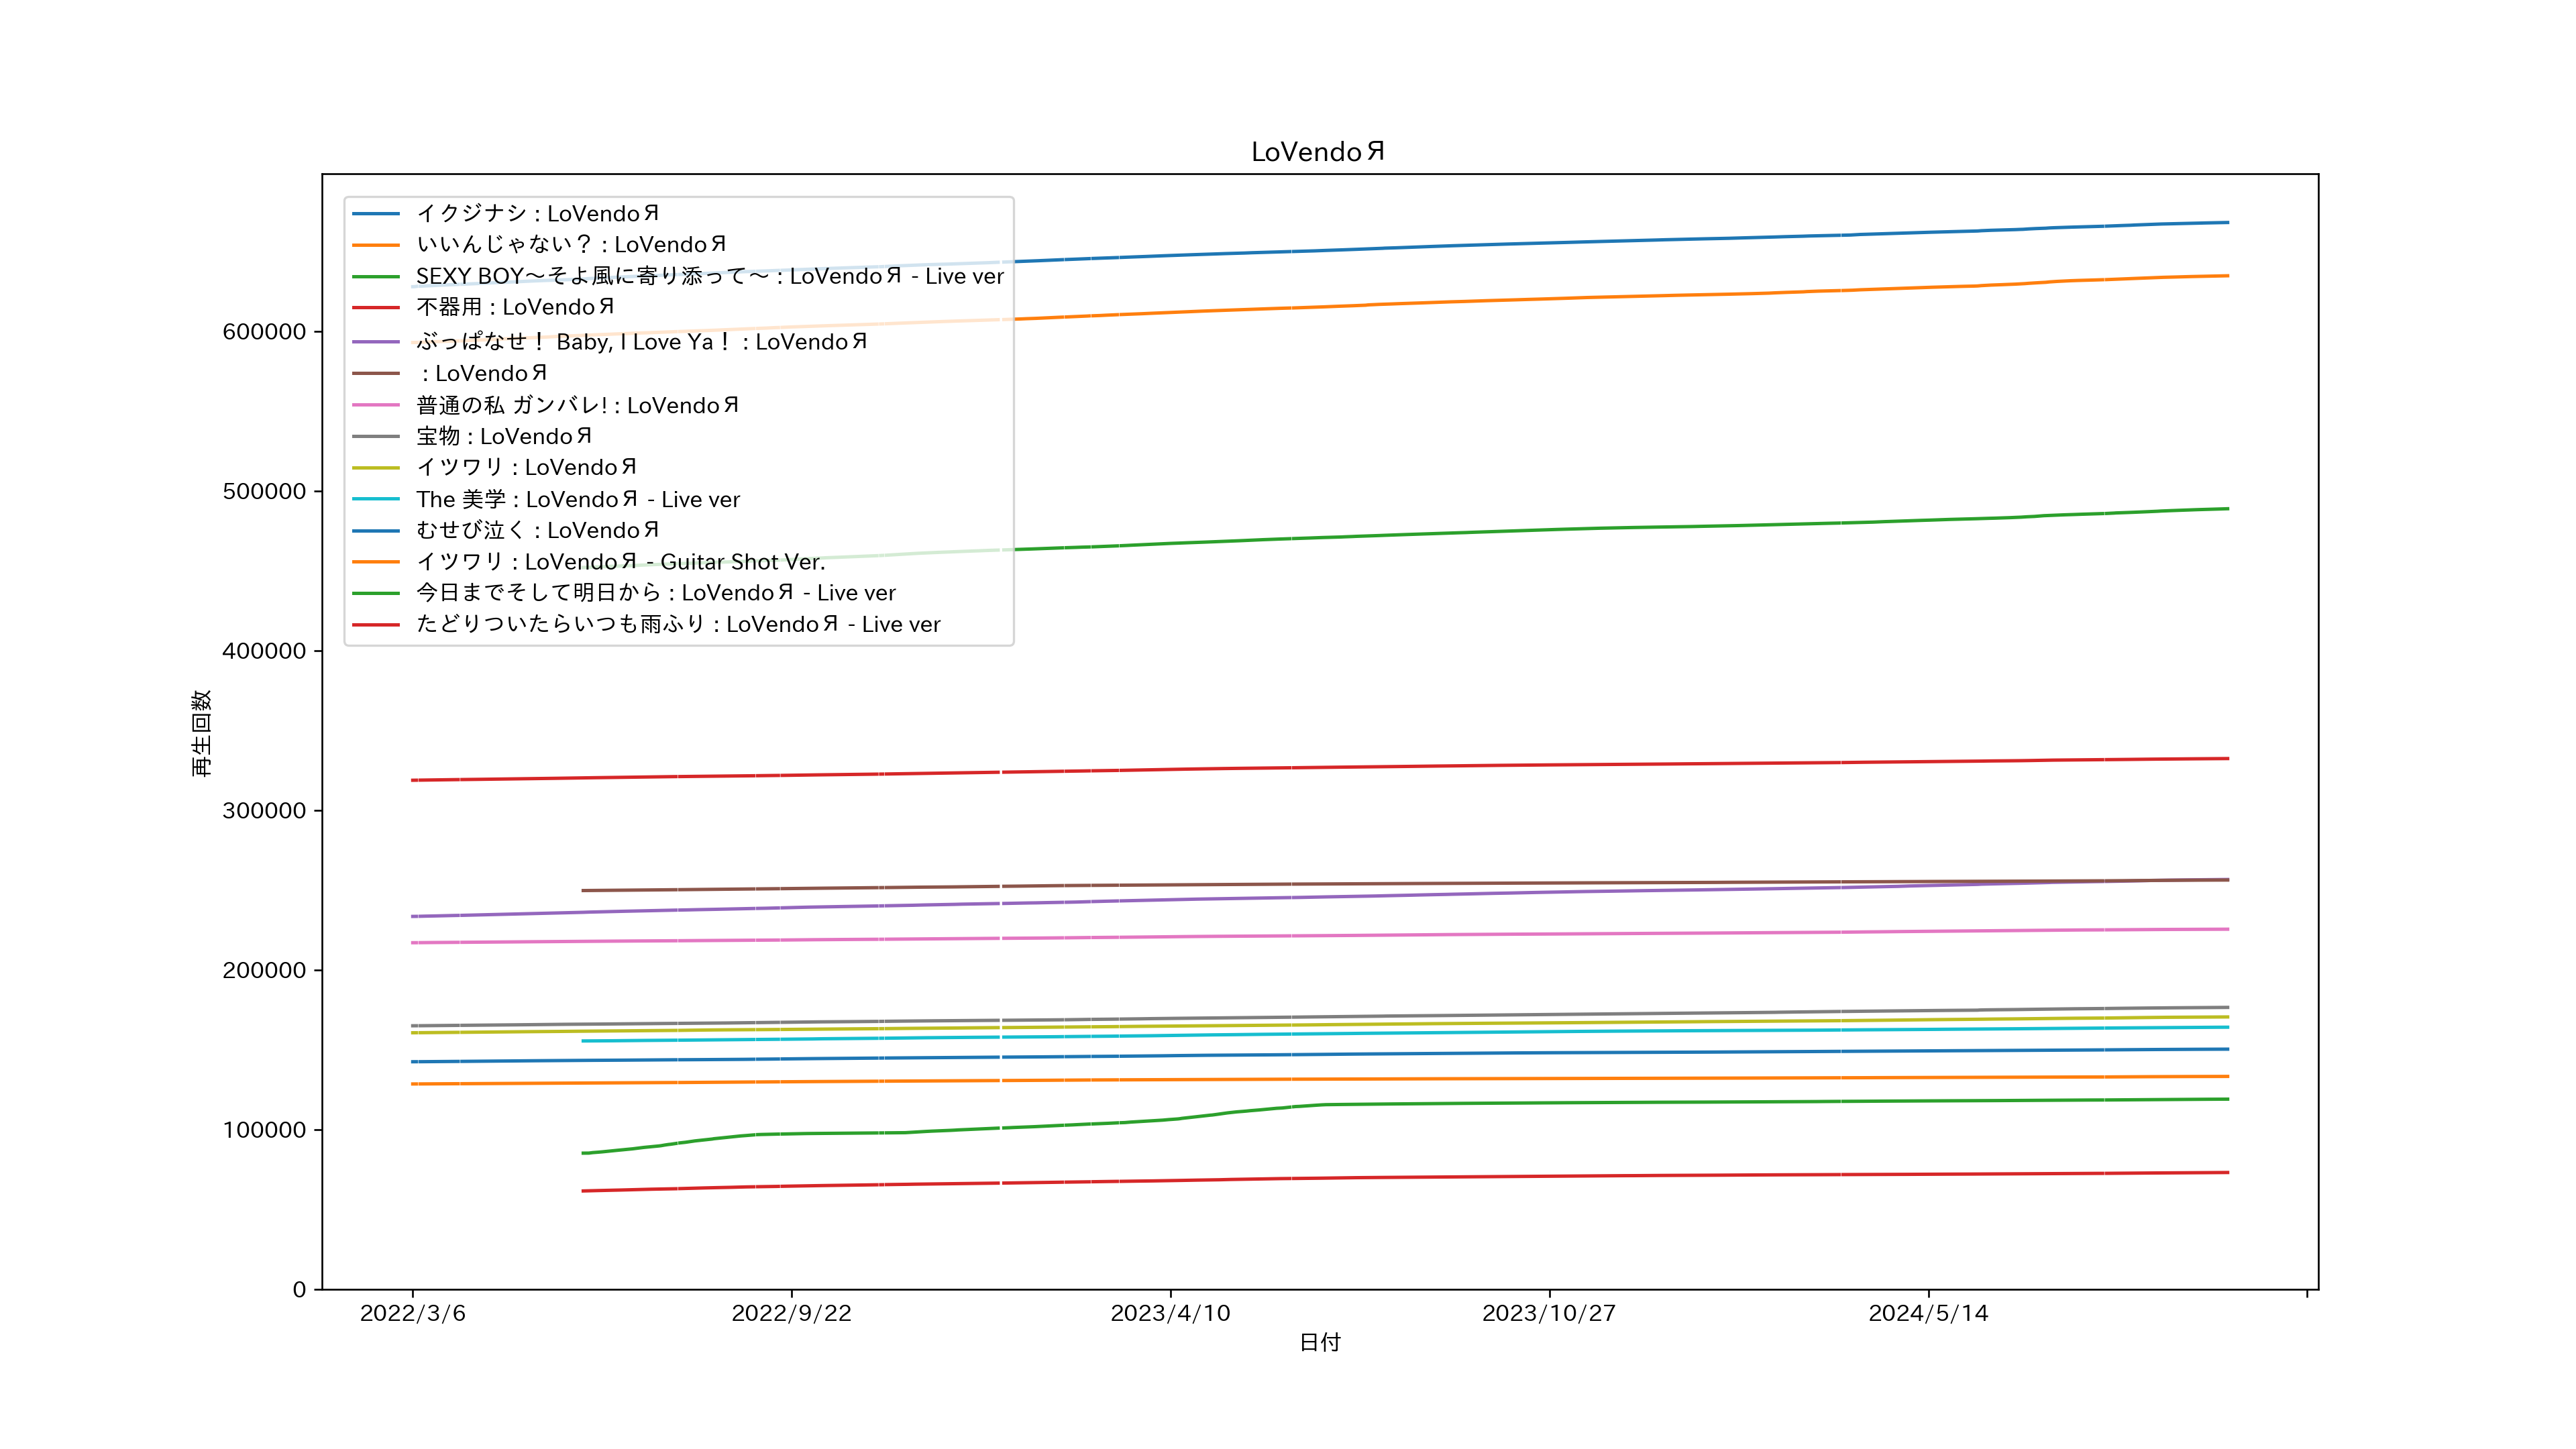 LoVendoЯ
イクジナシ : LoVendoЯ
いいんじゃない？ : LoVendoЯ
SEXY BOY～そよ風に寄り添って～ : LoVendoЯ - Live ver
不器用 : LoVendoЯ
ぶっぱなせ！ Baby, I Love Ya！ : LoVendoЯ
: LoVendoЯ
普通の私 ガンバレ! : LoVendoЯ
宝物 : LoVendoЯ
イツワリ : LoVendoЯ
The 美学 : LoVendoЯ - Live ver
むせび泣く : LoVendoЯ
イツワリ : LoVendoЯ - Guitar Shot Ver.
今日までそして明日から : LoVendoЯ - Live ver
たどりついたらいつも雨ふり : LoVendoЯ - Live ver
600000
500000
400000
300000
200000
100000
0
再生回数
2022/3/6
2022/9/22
2023/4/10
2023/10/27
2024/5/14
日付